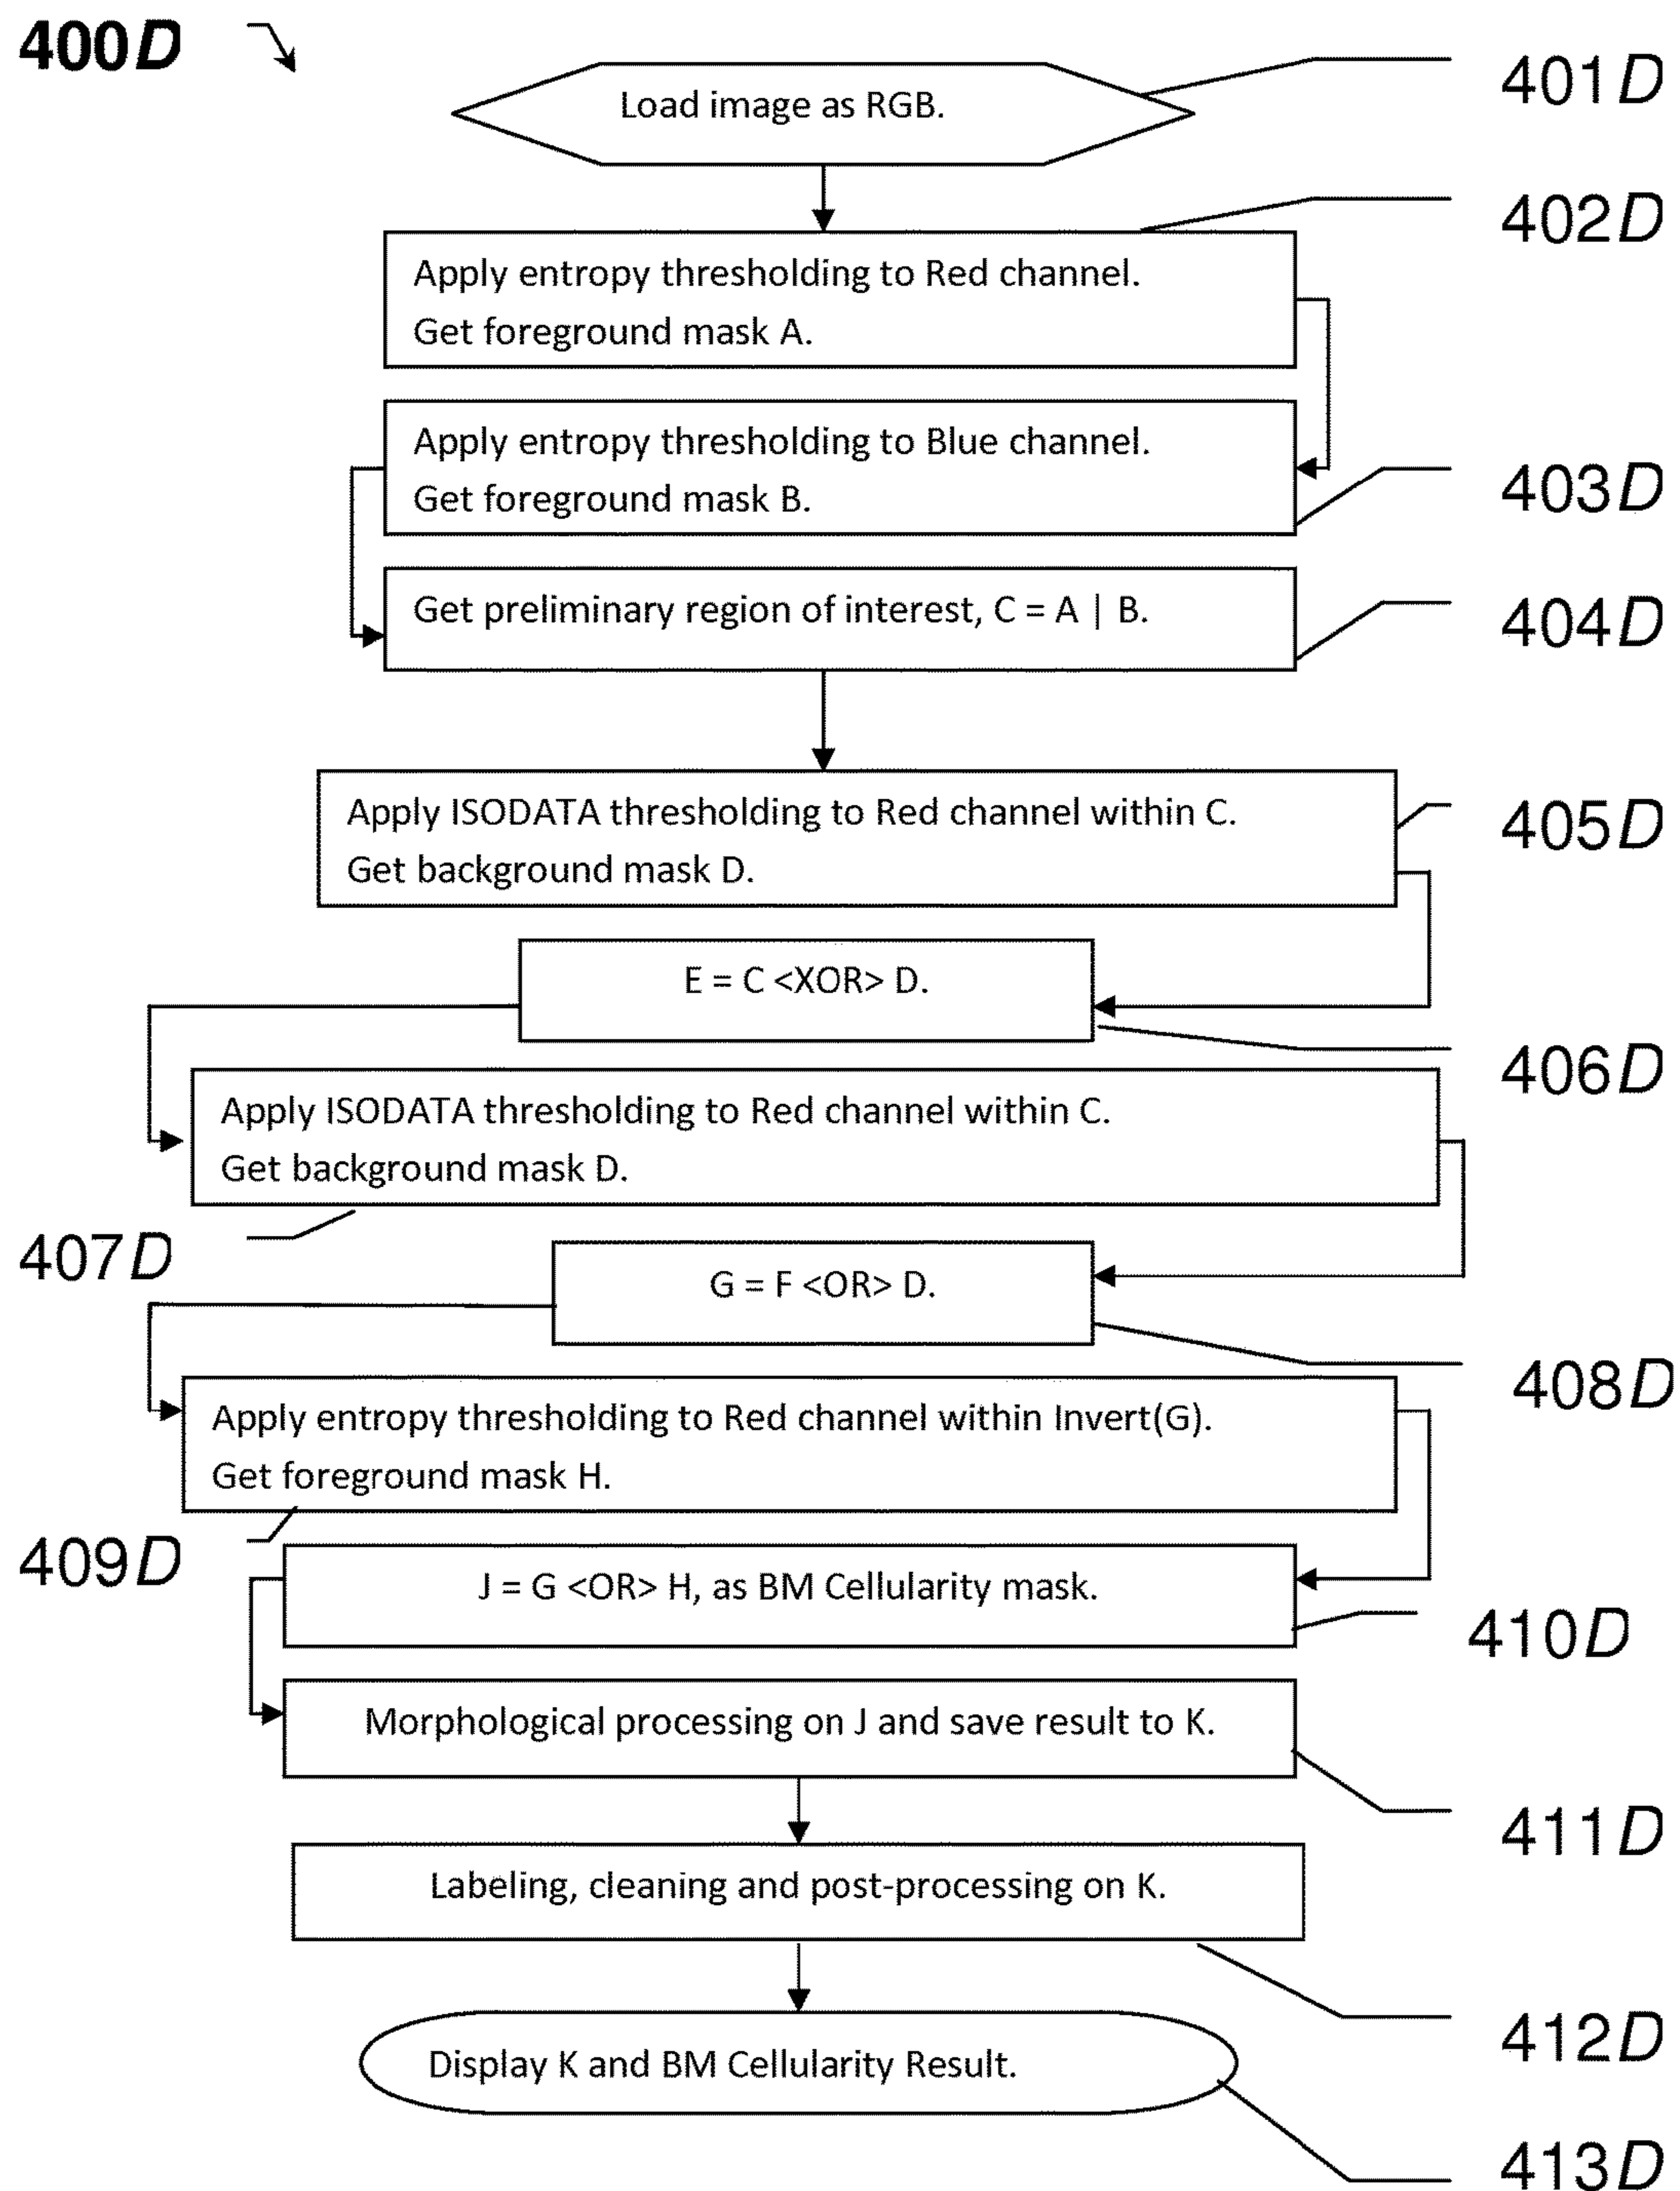 400D
Load image as RGB.
401D
402D
Apply entropy thresholding to Red channel.
Get foreground mask A.
Apply entropy thresholding to Blue channel.
Get foreground mask B.
403D
Get preliminary region of interest, C = A | B.
404D
Apply ISODATA thresholding to Red channel within C.
Get background mask D.
405D
E = C <XOR> D.
406D
Apply ISODATA thresholding to Red channel within C.
Get background mask D.
407D
G = F <OR> D.
408D
Apply entropy thresholding to Red channel within Invert(G).
Get foreground mask H.
409D
J = G <OR> H, as BM Cellularity mask.
410D
Morphological processing on J and save result to K.
411D
Labeling, cleaning and post-processing on K.
412D
Display K and BM Cellularity Result.
413D